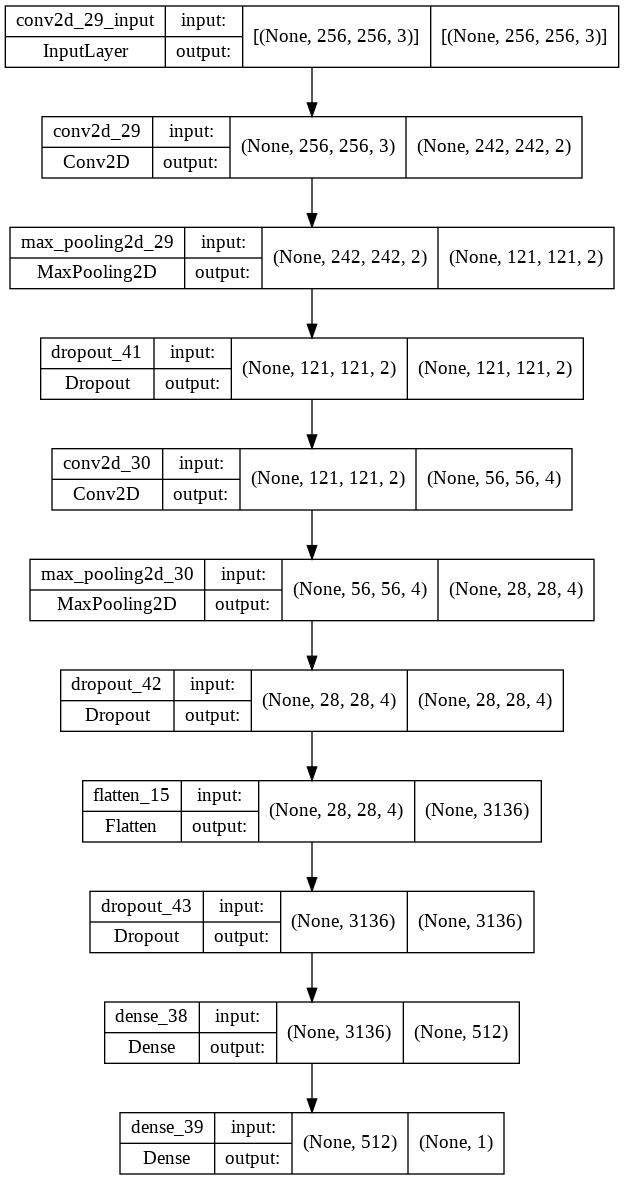 conv2d_29_input input: [(None, 256, 256, 3)] [(None, 256, 256, 3)]
InputLayer output:
conv2d_29 input: (None, 256, 256, 3) (None, 242, 242, 2)
Conv2D output:
max_pooling2d_29 input: (None, 242, 242, 2) (None, 121, 121, 2)
MaxPooling2D output:
dropout_41 input: (None, 121, 121, 2) (None, 121, 121, 2)
Dropout output:
conv2d_30 input: (None, 121, 121, 2) (None, 56, 56, 4)
Conv2D output:
max_pooling2d_30 input: (None, 56, 56, 4) (None, 28, 28, 4)
MaxPooling2D output:
dropout_42 input: (None, 28, 28, 4) (None, 28, 28, 4)
Dropout output:
flatten_15 input: (None, 28, 28, 4) (None, 3136)
Flatten output:
dropout_43 input: (None, 3136) (None, 3136)
Dropout output:
dense_38 input: (None, 3136) (None, 512)
Dense output:
dense_39 input: (None, 512) (None, 1)
Dense output: